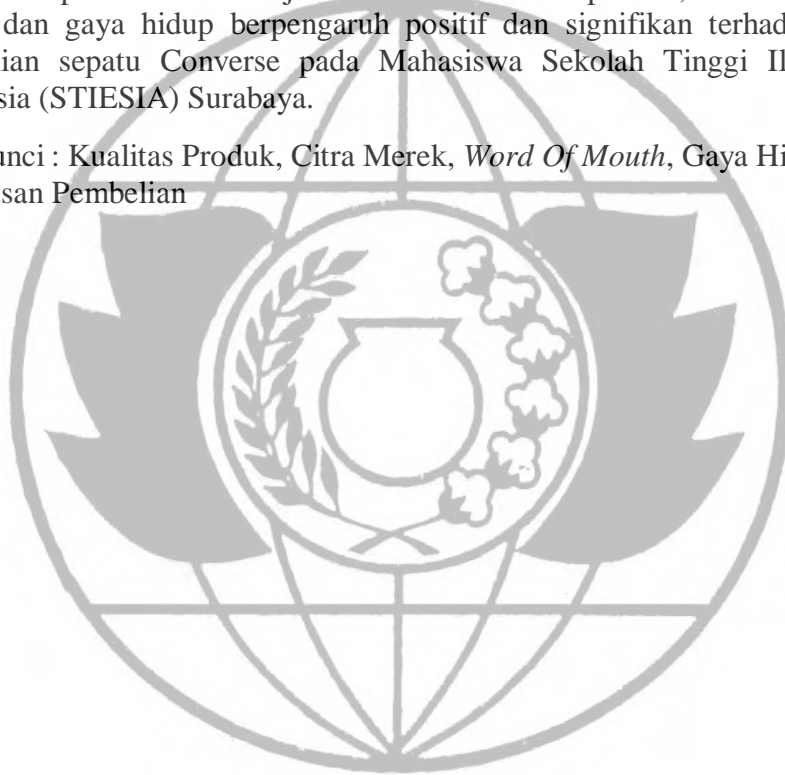 dan gaya hidup berpengaruh positif dan signifikan terhad
ian sepatu Converse pada Mahasiswa Sekolah Tinggi Il
sia (STIESIA) Surabaya.
unci : Kualitas Produk, Citra Merek, Word Of Mouth, Gaya Hi
san Pembelian